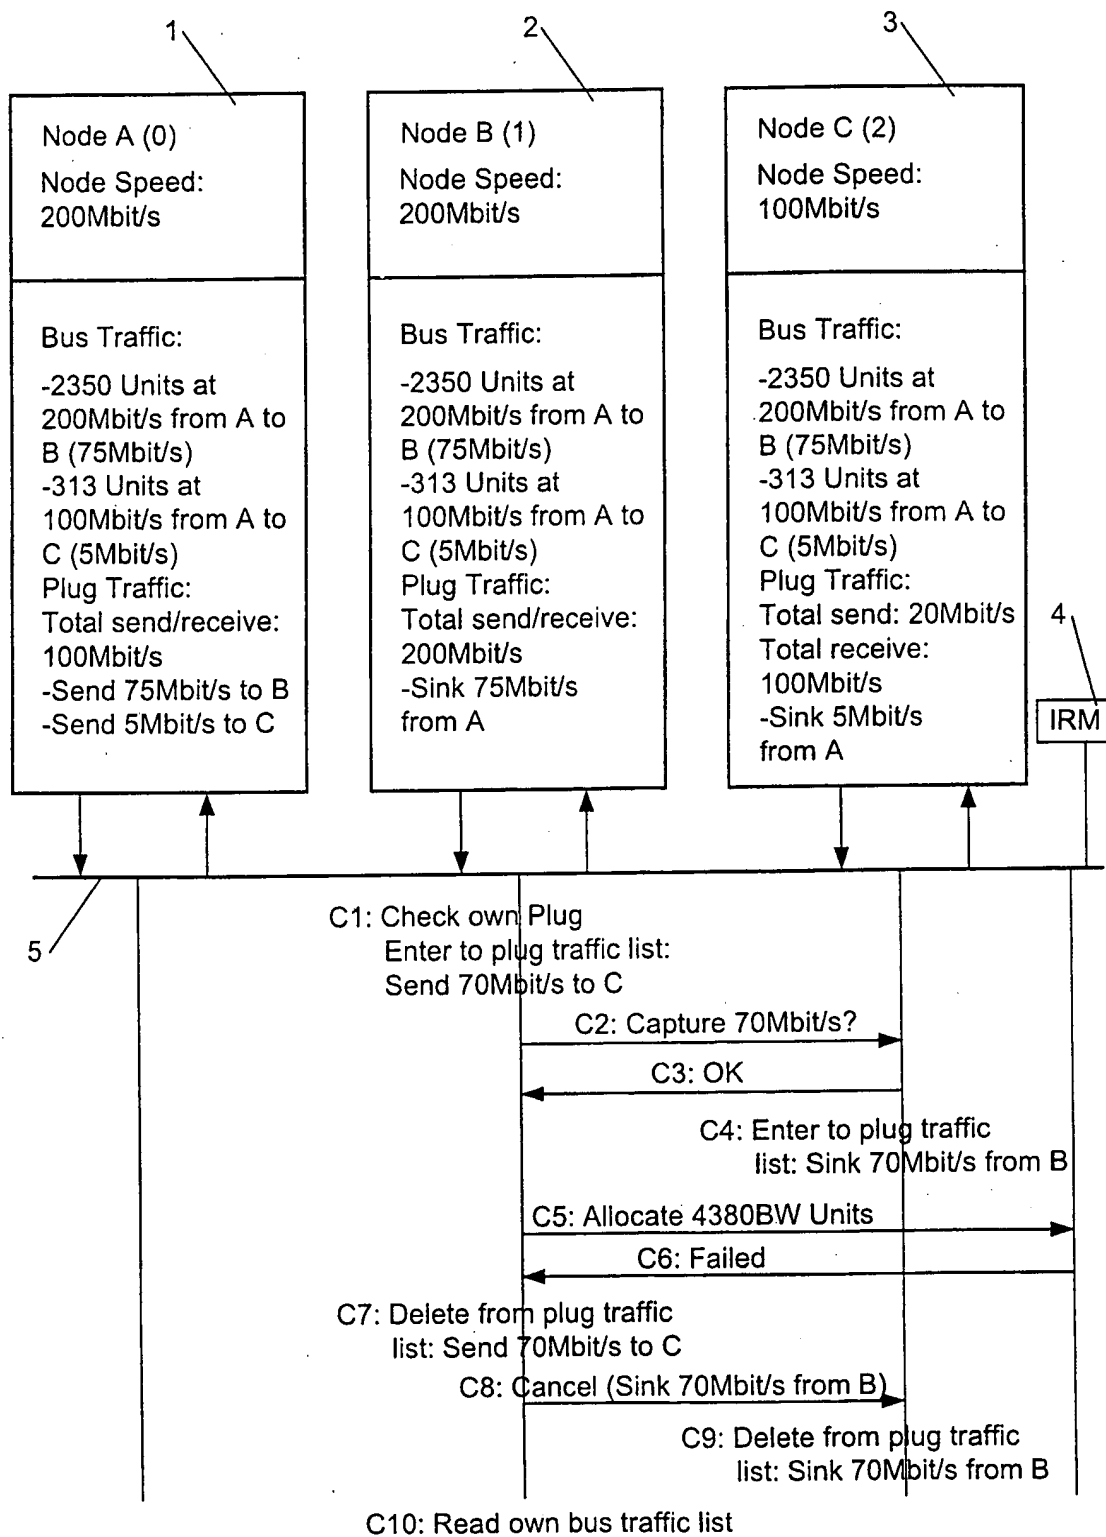 1
2
3
Node A (0)
Node Speed:
200Mbit/s
Bus Traffic:
-2350 Units at
200Mbit/s from A to
B (75Mbit/s)
-313 Units at
100Mbit/s from A to
C (5Mbit/s)
Plug Traffic:
Total send/receive:
100Mbit/s
-Send 75Mbit/s to B
-Send 5Mbit/s to C
Node B (1)
Node Speed:
200Mbit/s
Bus Traffic:
-2350 Units at
200Mbit/s from A to
B (75Mbit/s)
-313 Units at
100Mbit/s from A to
C (5Mbit/s)
Plug Traffic:
Total send/receive:
200Mbit/s
-Sink 75Mbit/s
from A
Node C (2)
Node Speed:
100Mbit/s
Bus Traffic:
-2350 Units at
200Mbit/s from A to
B (75Mbit/s)
-313 Units at
100Mbit/s from A to
C (5Mbit/s)
Plug Traffic:
Total send: 20Mbit/s
Total receive:
100Mbit/s
-Sink 5Mbit/s
from A
4
IRM
5
C1: Check own Plug
Enter to plug traffic list:
Send 70Mbit/s to C
C2: Capture 70Mbit/s?
C3: OK
C4: Enter to plug traffic
list: Sink 70Mbit/s from B
C5: Allocate 4380BW Units
C6: Failed
C7: Delete from plug traffic
list: Send 70Mbit/s to C
C8: Cancel (Sink 70Mbit/s from B)
C9: Delete from plug traffic
list: Sink 70Mbit/s from B
C10: Read own bus traffic list